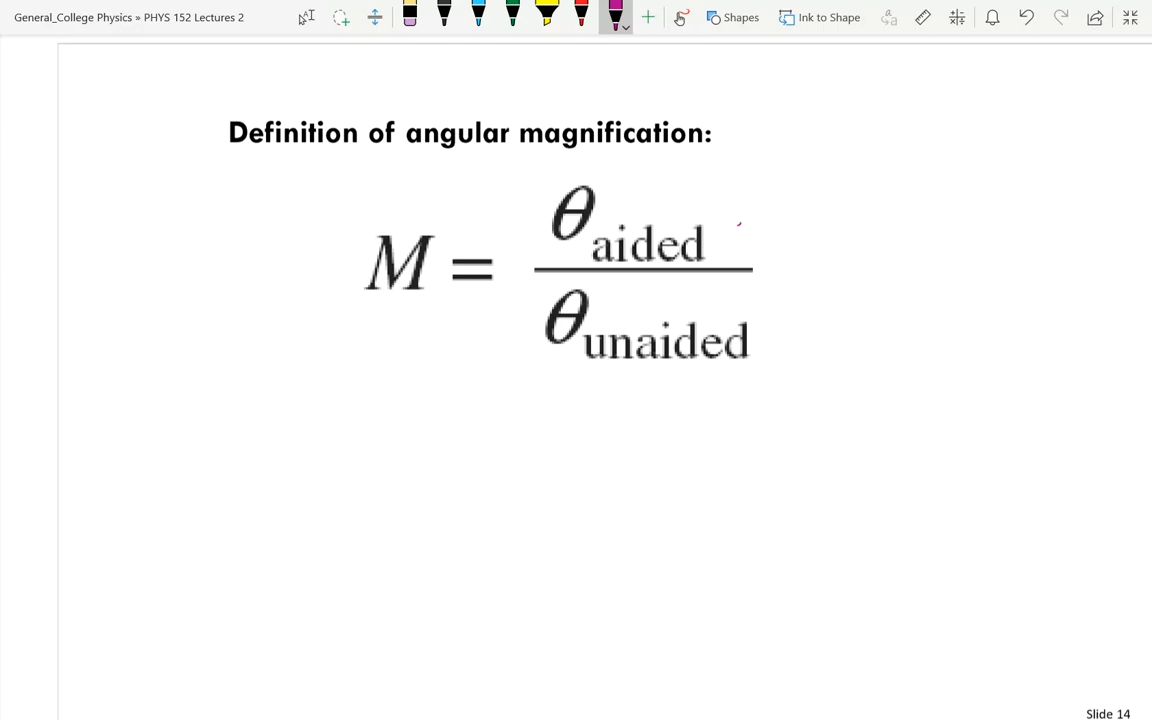 General_College Physics » PHYS 152 Lectures 2
Shapes
Ink to Shape
Definition of angular magnification:
M = θaided / θunaided
Slide 14